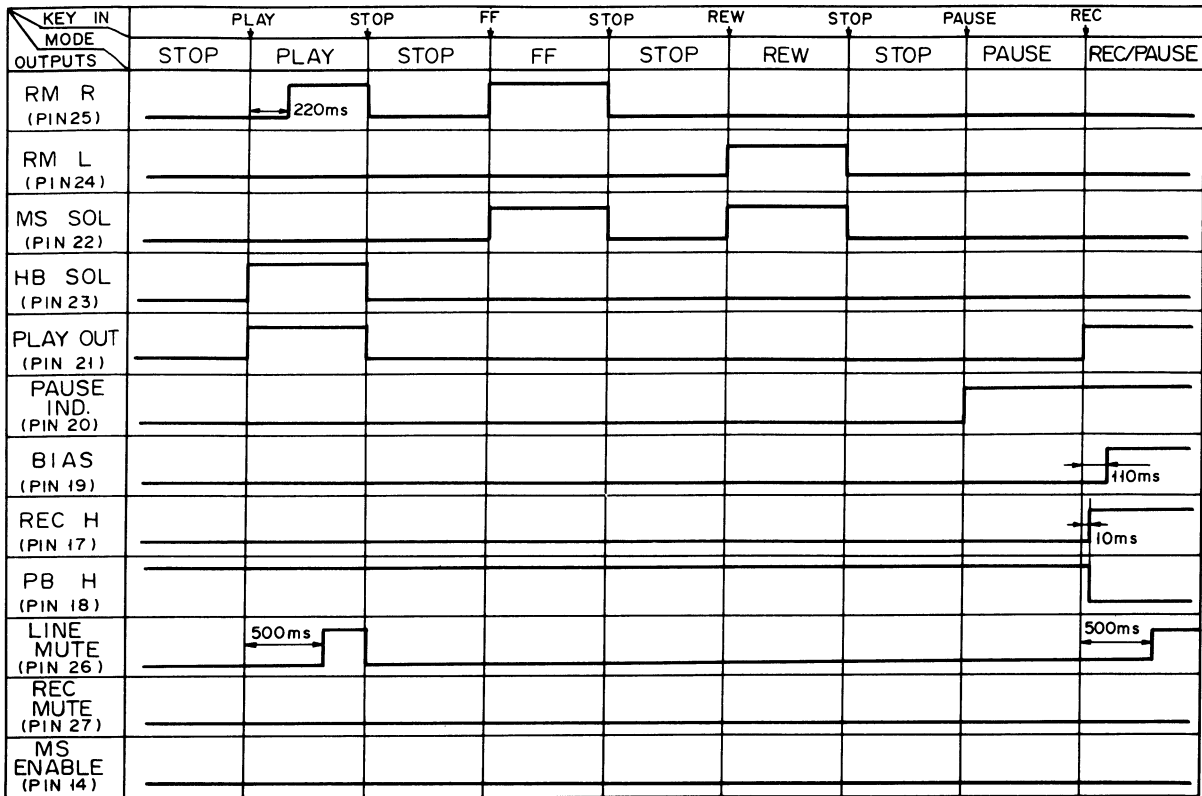 KEY IN
PLAY STOP FF STOP REW STOP PAUSE REC
MODE
OUTPUTS
STOP PLAY STOP FF STOP REW STOP PAUSE REC/PAUSE
RM R
(PIN25)
220ms
RM L
(PIN24)
MS SOL
(PIN 22)
HB SOL
(PIN 23)
PLAY OUT
(PIN 21)
PAUSE
IND.
(PIN 20)
BIAS
(PIN 19)
110ms
REC H
(PIN 17)
10ms
PB H
(PIN 18)
LINE
MUTE
(PIN 26)
500ms 500ms
REC
MUTE
(PIN 27)
MS
ENABLE
(PIN 14)